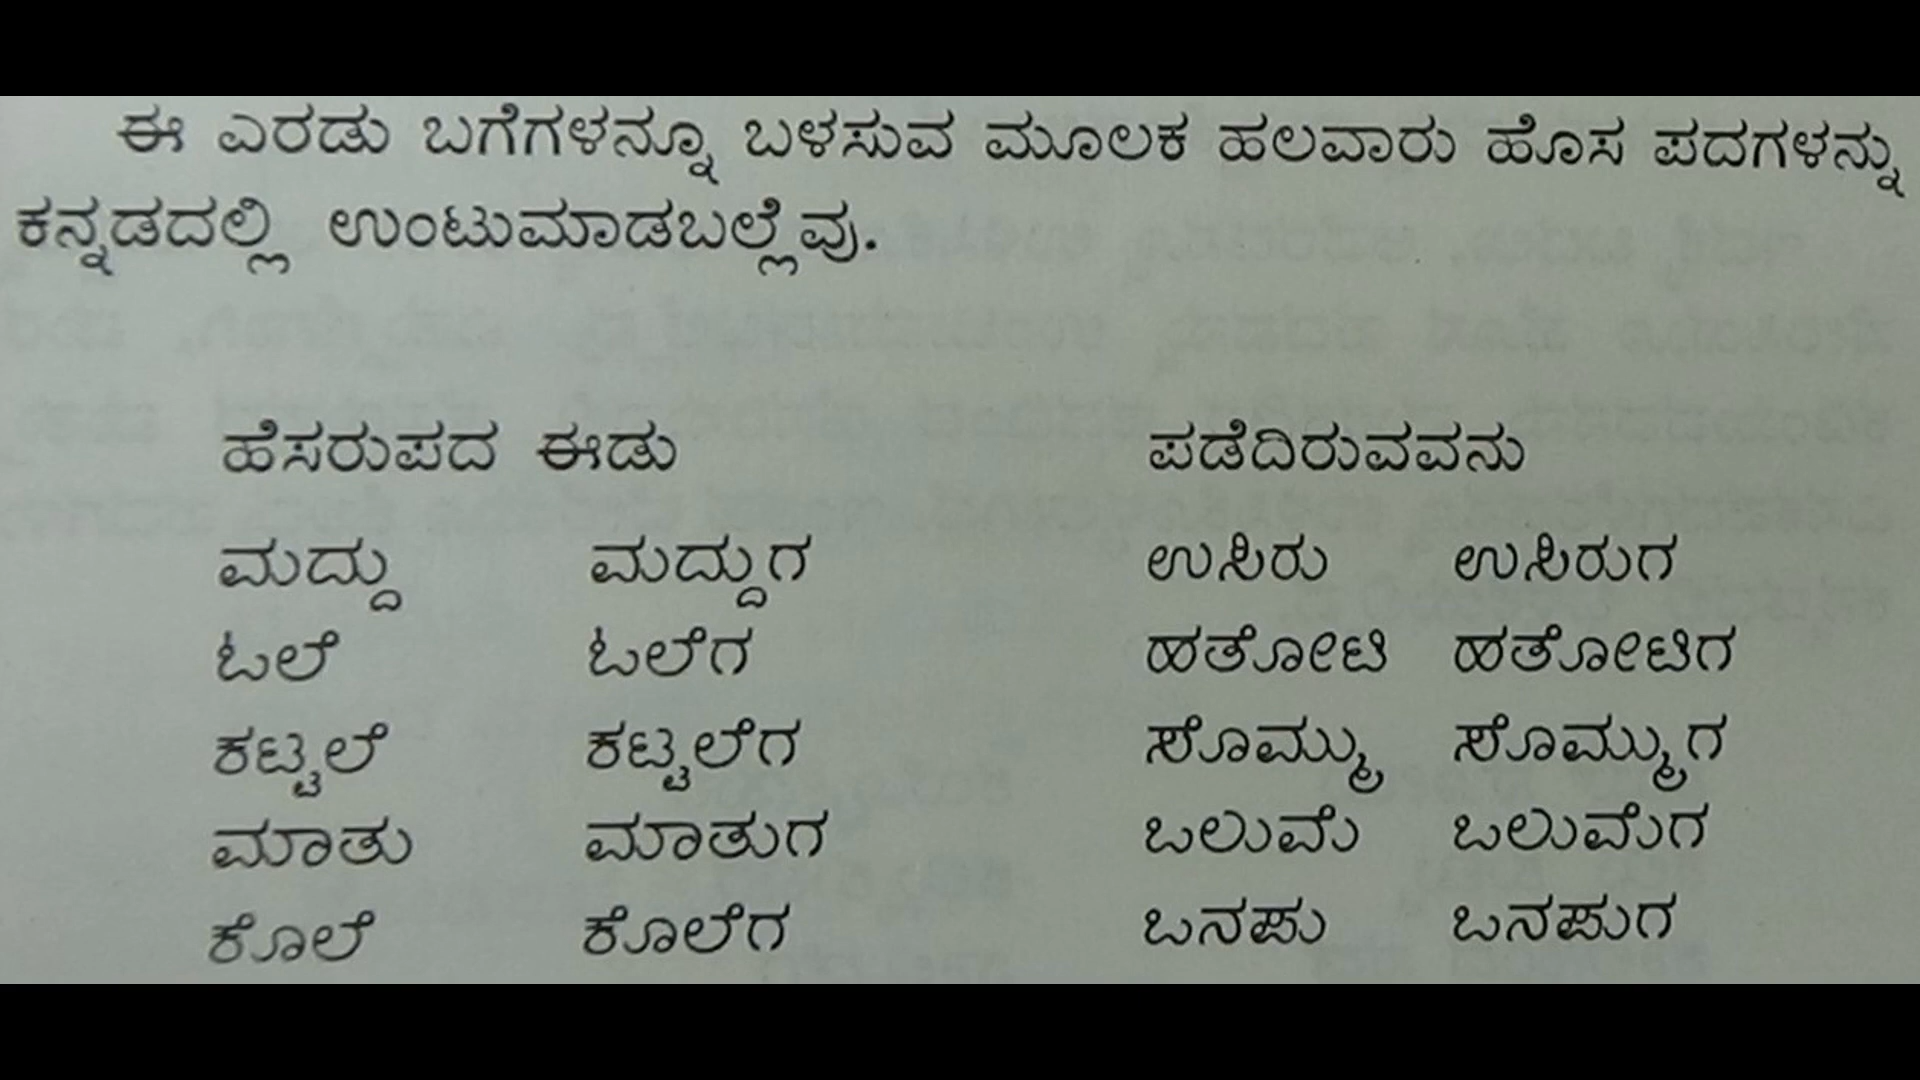 ಈ ಎರಡು ಬಗೆಗಳನ್ನೂ ಬಳಸುವ ಮೂಲಕ ಹಲವಾರು ಹೊಸ ಪದಗಳನ್ನು
ಕನ್ನಡದಲ್ಲಿ ಉಂಟುಮಾಡಬಲ್ಲೆವು.
ಹೆಸರುಪದ ಈಡು ಪಡೆದಿರುವವನು
ಮದ್ದು ಮದ್ದುಗ ಉಸಿರು ಉಸಿರುಗ
ಓಲೆ ಓಲೆಗ ಹತೋಟಿ ಹತೋಟಿಗ
ಕಟ್ಟಲೆ ಕಟ್ಟಲೆಗ ಸೊಮ್ಮು ಸೊಮ್ಮುಗ
ಮಾತು ಮಾತುಗ ಒಲುಮೆ ಒಲುಮೆಗ
ಕೊಲೆ ಕೊಲೆಗ ಒನಪು ಒನಪುಗ